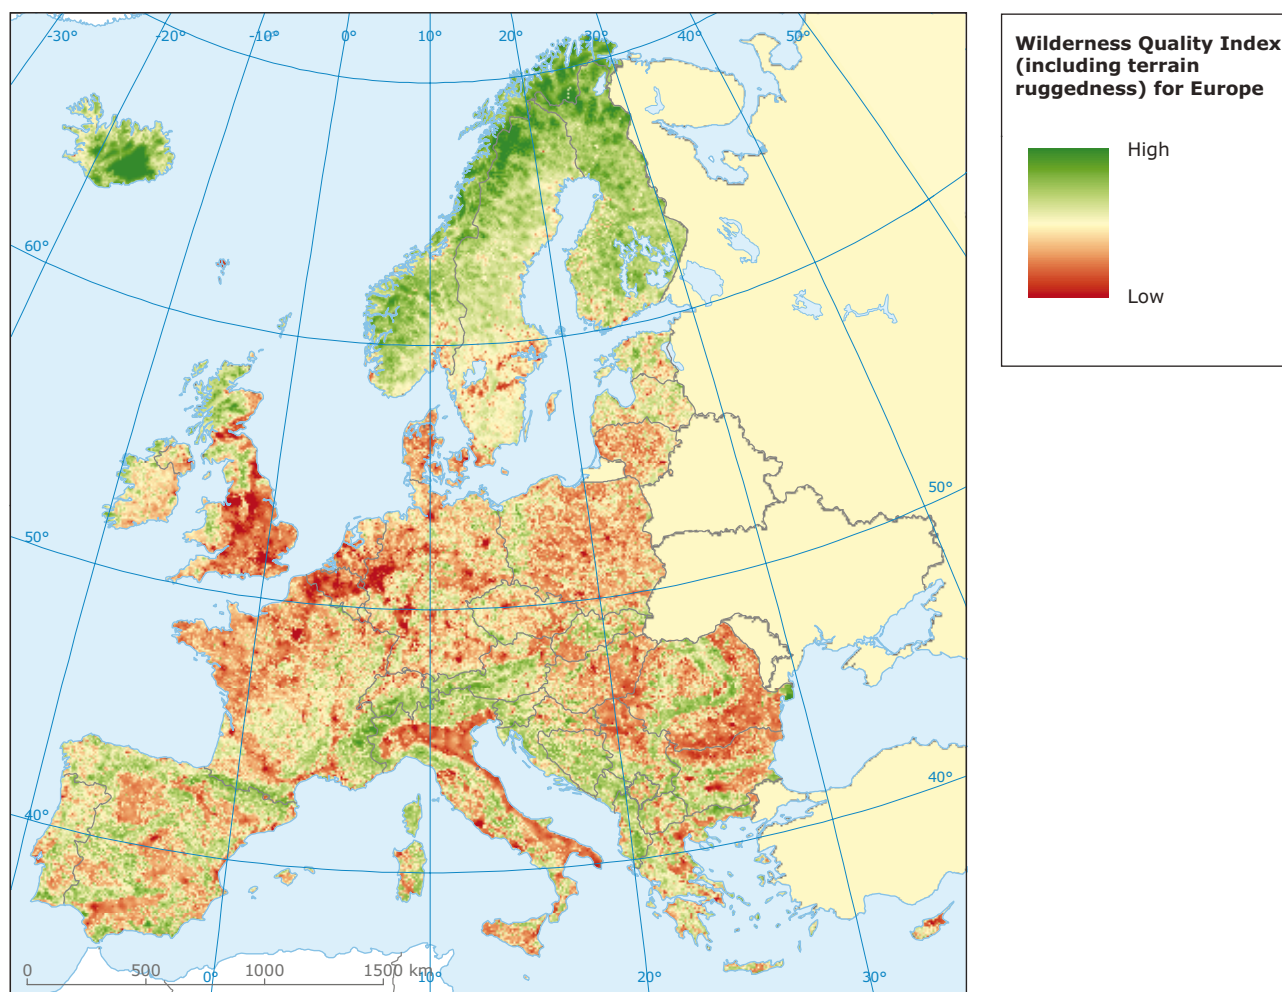 -30° -20° -10° 0° 10° 20° 30° 40° 50°
60°
50°
50°
40°
40°
0 500 1000 1500 km
0° 10° 20° 30°
Wilderness Quality Index
(including terrain
ruggedness) for Europe
High
Low